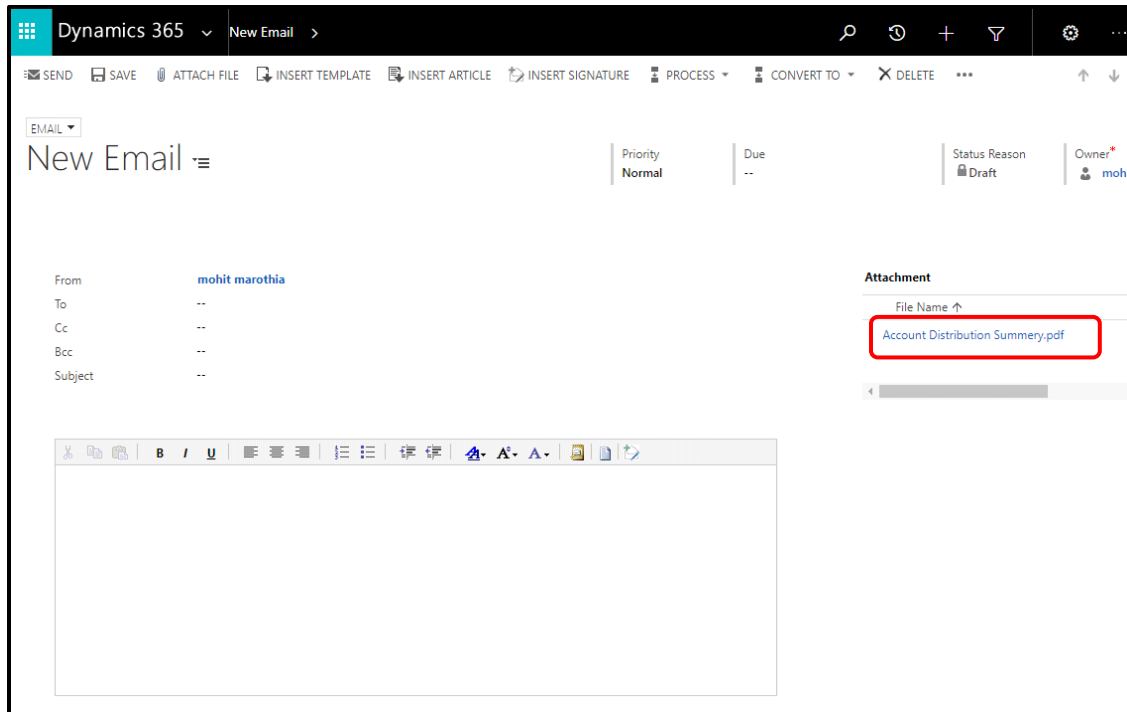 Dynamics 365 New Email
SEND SAVE ATTACH FILE INSERT TEMPLATE INSERT ARTICLE INSERT SIGNATURE PROCESS CONVERT TO DELETE
EMAIL
New Email
Priority Due Status Reason Owner*
Normal -- Draft moh
From mohit marothia
To --
Cc --
Bcc --
Subject --
Attachment
File Name
Account Distribution Summery.pdf
B I U A A A